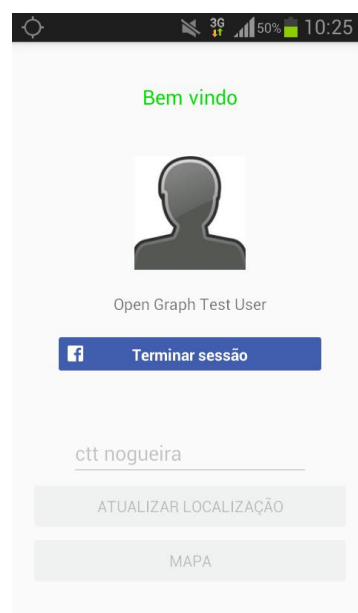 3G 50% 10:25
Bem vindo
Open Graph Test User
f Terminar sessão
ctt nogueira
ATUALIZAR LOCALIZAÇÃO
MAPA